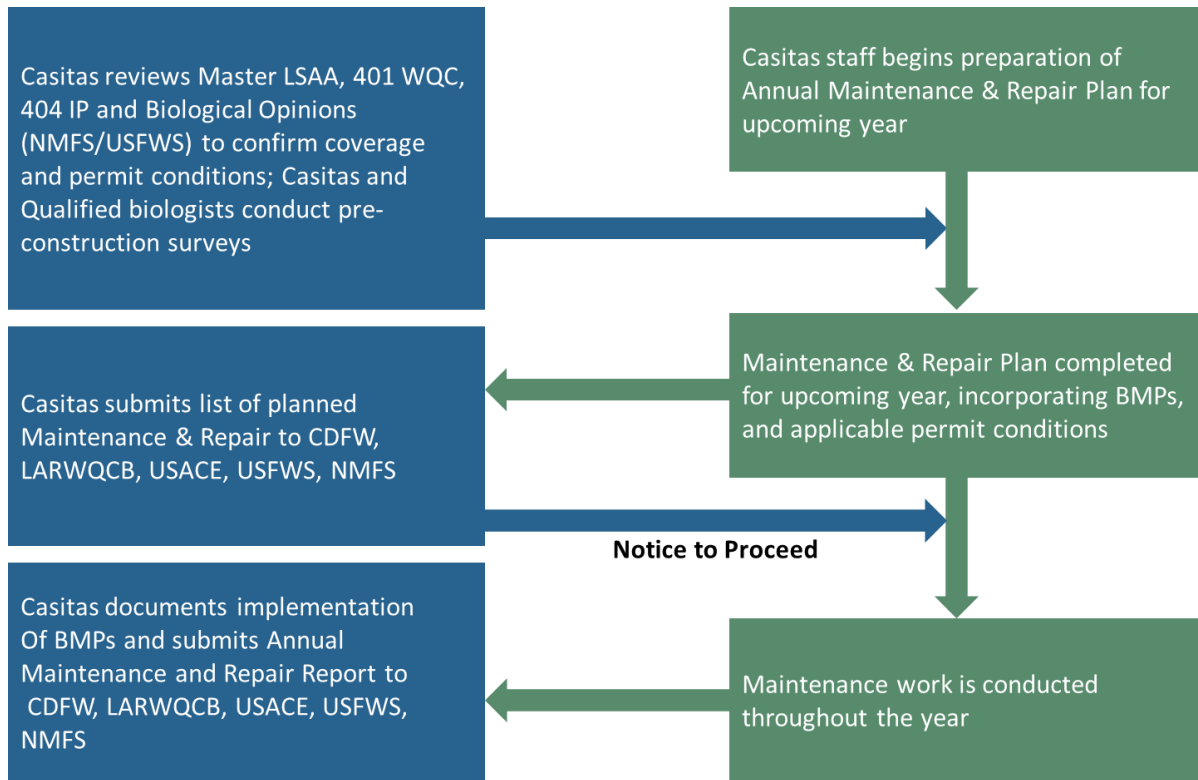 Casitas reviews Master LSAA, 401 WQC,
404 IP and Biological Opinions
(NMFS/USFWS) to confirm coverage
and permit conditions; Casitas and
Qualified biologists conduct pre-
construction surveys
Casitas staff begins preparation of
Annual Maintenance & Repair Plan for
upcoming year
Casitas submits list of planned
Maintenance & Repair to CDFW,
LARWQCB, USACE, USFWS, NMFS
Maintenance & Repair Plan completed
for upcoming year, incorporating BMPs,
and applicable permit conditions
Notice to Proceed
Casitas documents implementation
Of BMPs and submits Annual
Maintenance and Repair Report to
CDFW, LARWQCB, USACE, USFWS,
NMFS
Maintenance work is conducted
throughout the year